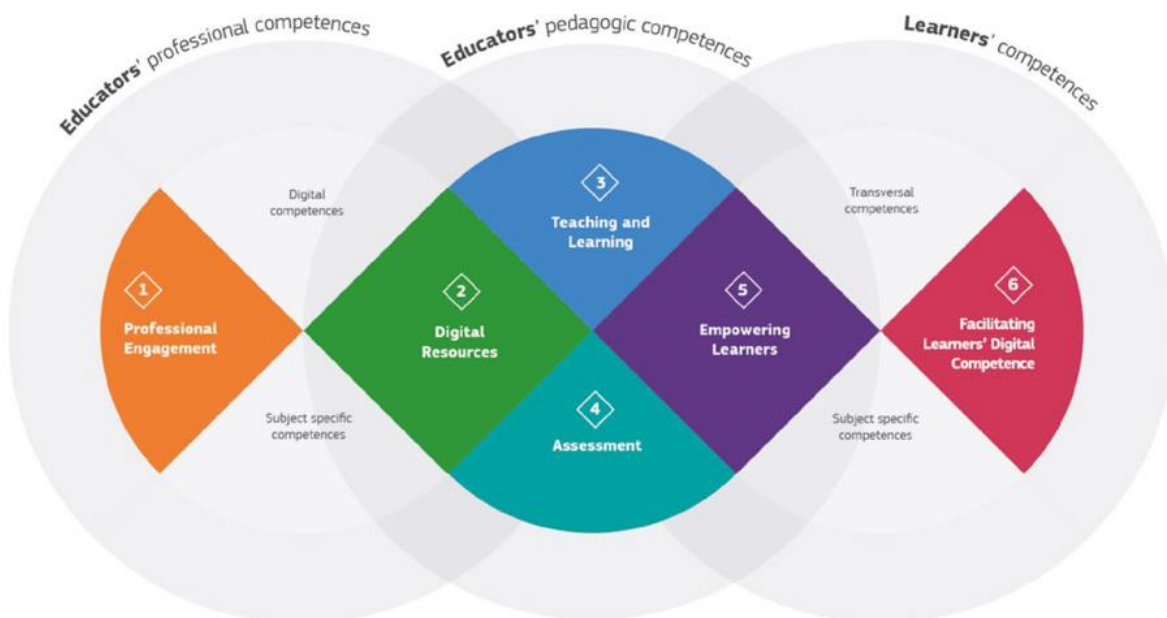 Educators' professional competences
Educators' pedagogic competences
Learners' competences
Digital
competences
Subject specific
competences
1
Professional
Engagement
2
Digital
Resources
3
Teaching and
Learning
4
Assessment
5
Empowering
Learners
Transversal
competences
Subject specific
competences
6
Facilitating
Learners' Digital
Competence